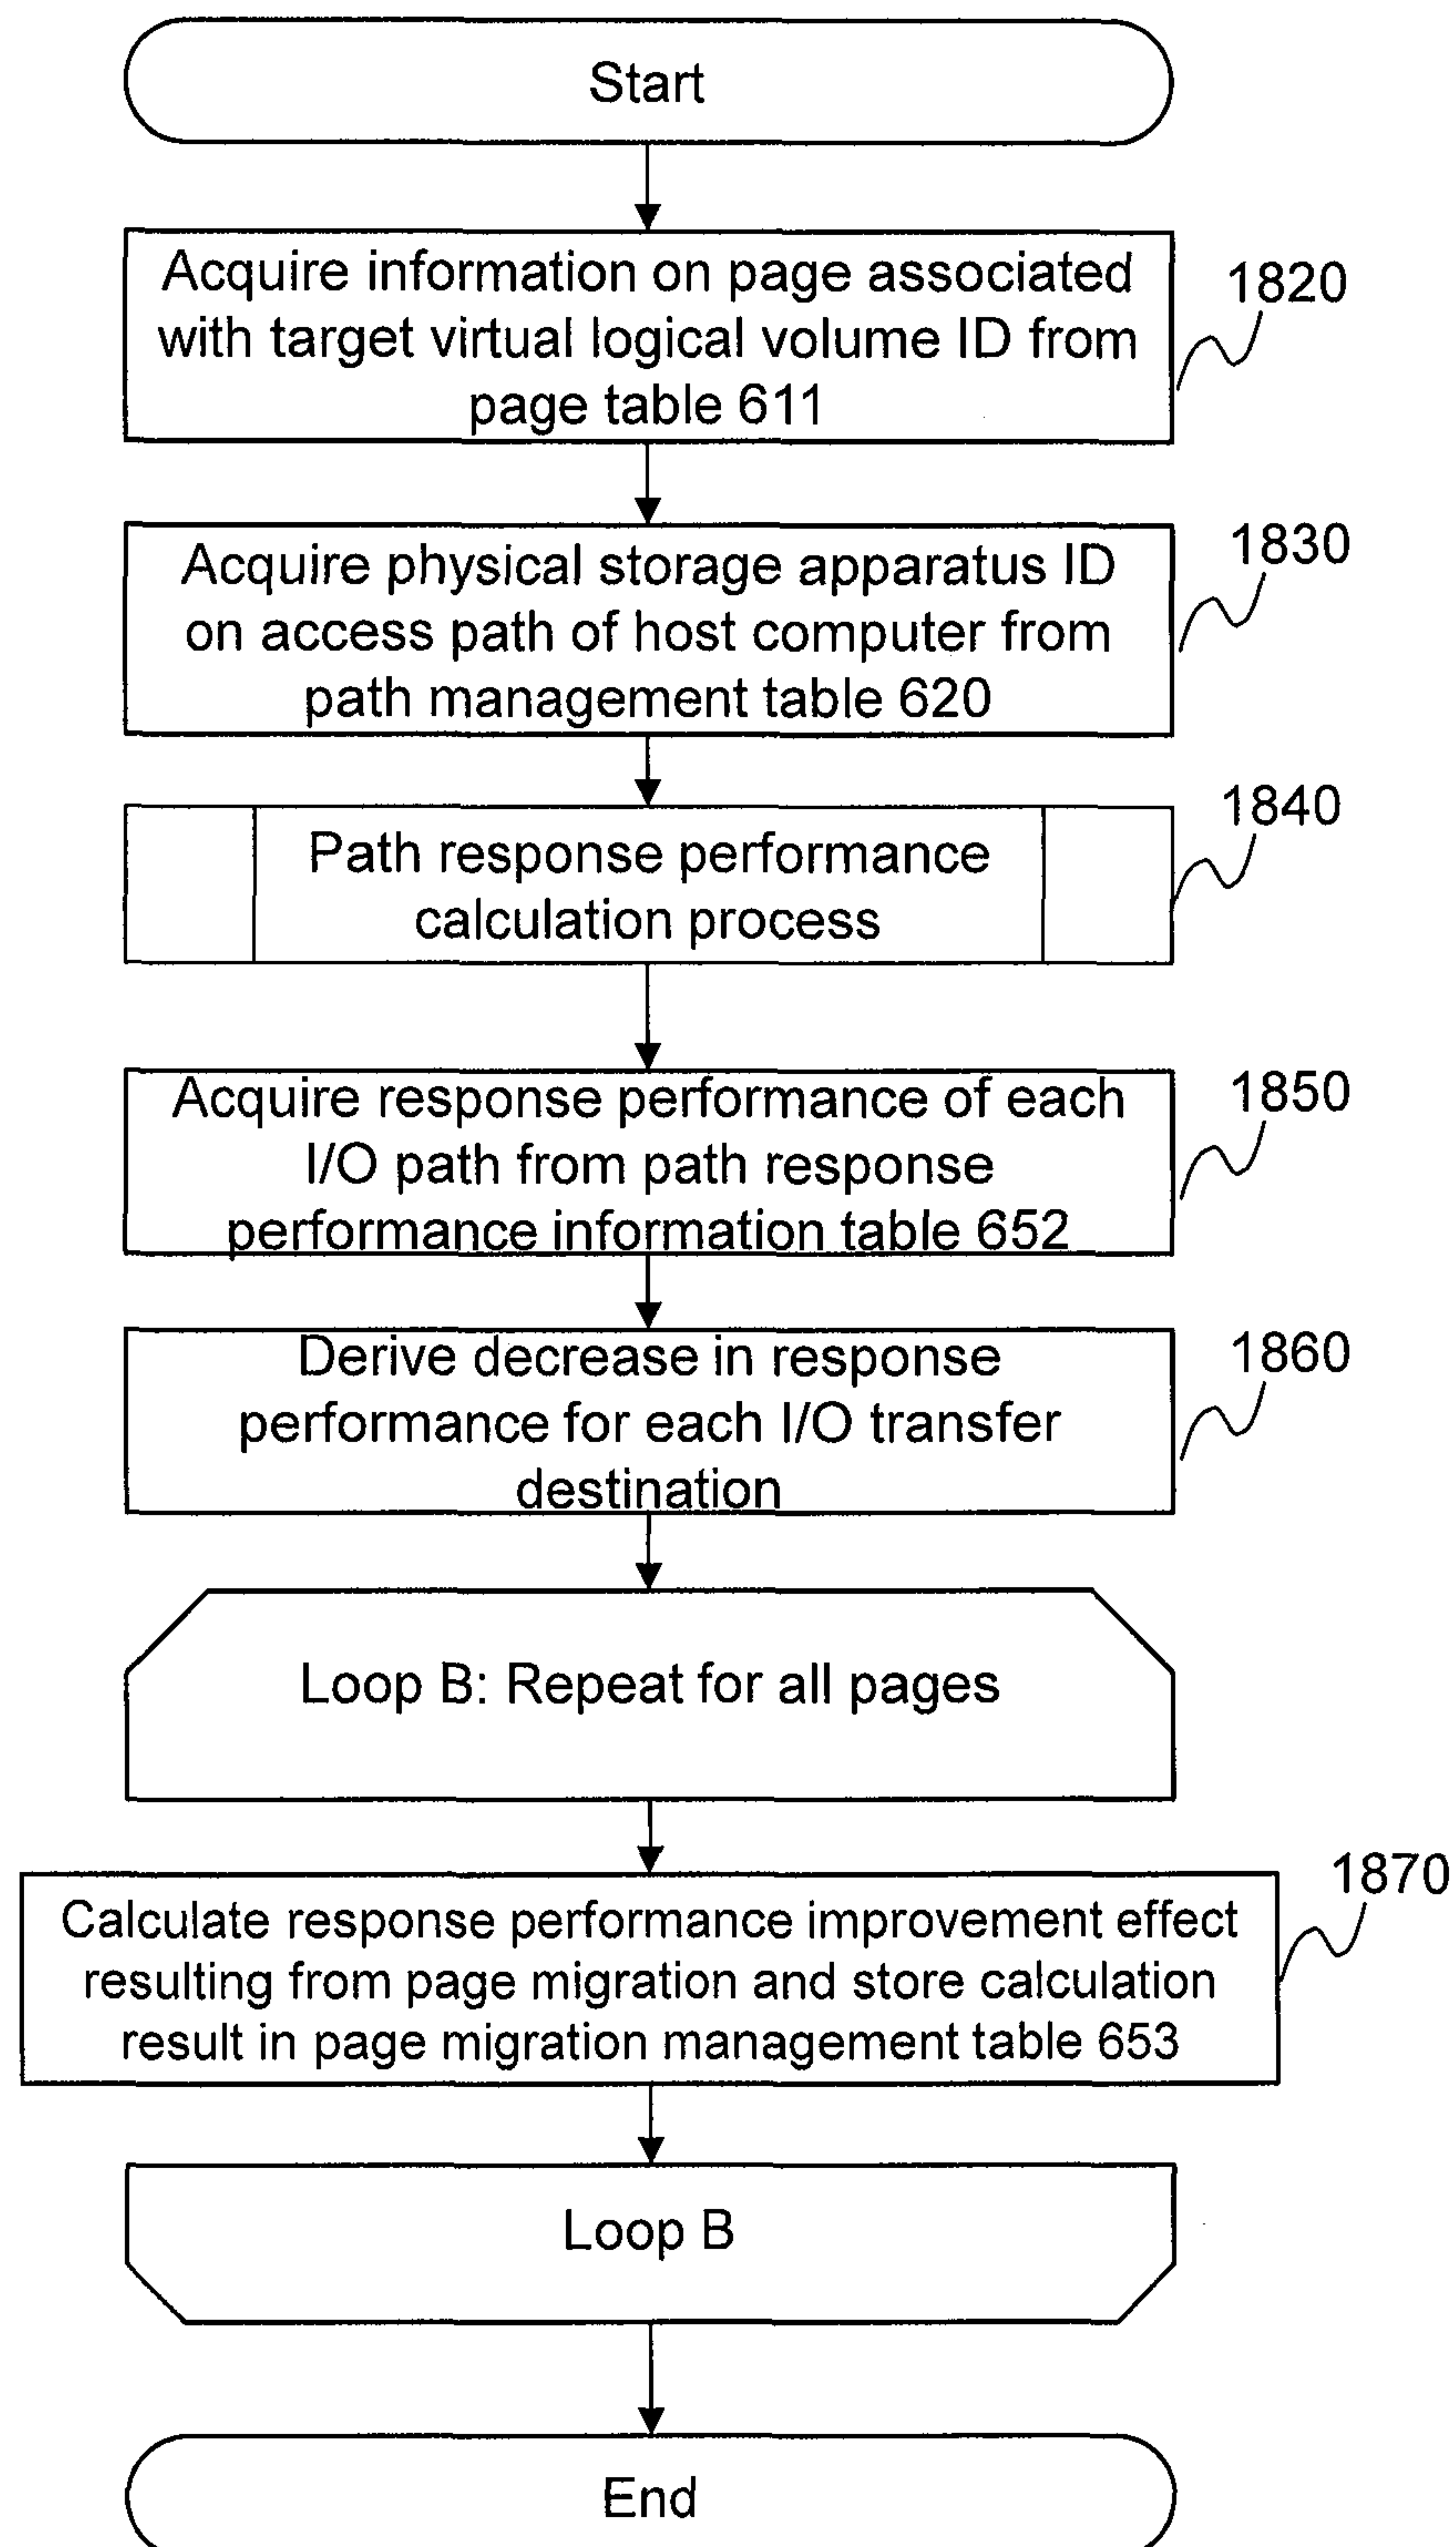 Start
Acquire information on page associated
with target virtual logical volume ID from
page table 611
1820
Acquire physical storage apparatus ID
on access path of host computer from
path management table 620
1830
Path response performance
calculation process
1840
Acquire response performance of each
I/O path from path response
performance information table 652
1850
Derive decrease in response
performance for each I/O transfer
destination
1860
Loop B: Repeat for all pages
Calculate response performance improvement effect
resulting from page migration and store calculation
result in page migration management table 653
1870
Loop B
End